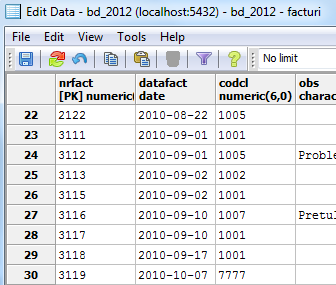 Edit Data - bd_2012 (localhost:5432) - bd_2012 - facturi
File Edit View Tools Help
No limit
nrfact datafact codcl obs
[PK] numeric( date numeric(6,0) charac
22 2122 2010-08-22 1005
23 3111 2010-09-01 1001
24 3112 2010-09-01 1005 Proble
25 3113 2010-09-02 1002
26 3115 2010-09-02 1001
27 3116 2010-09-10 1007 Pretul
28 3117 2010-09-10 1001
29 3118 2010-09-17 1001
30 3119 2010-10-07 7777